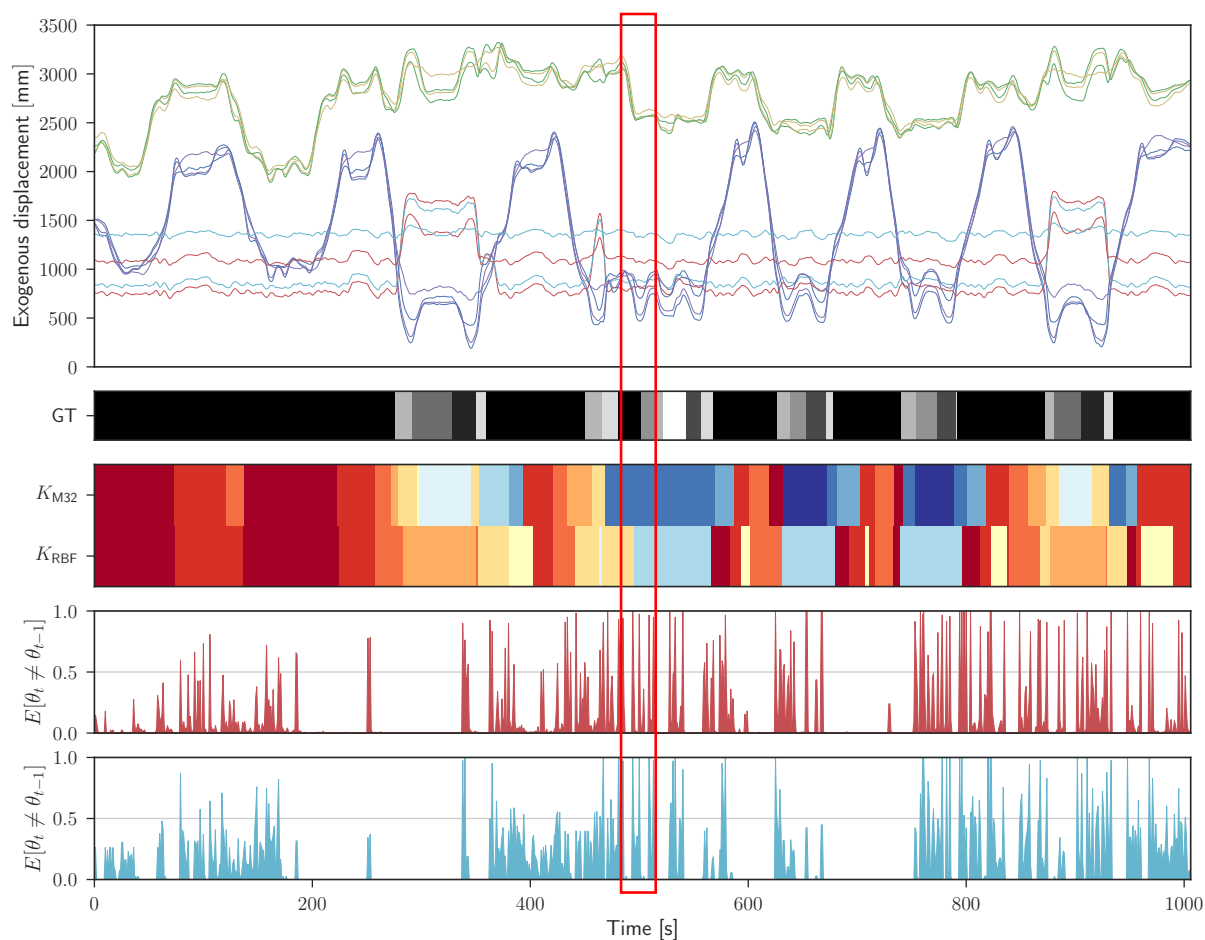 3500
3000
2500
2000
1500
1000
500
0
Exogenous displacement [mm]
GT
K_M32
K_RBF
1.0
0.5
0.0
E[θ_t ≠ θ_{t−1}]
1.0
0.5
0.0
E[θ_t ≠ θ_{t−1}]
0 200 400 600 800 1000
Time [s]